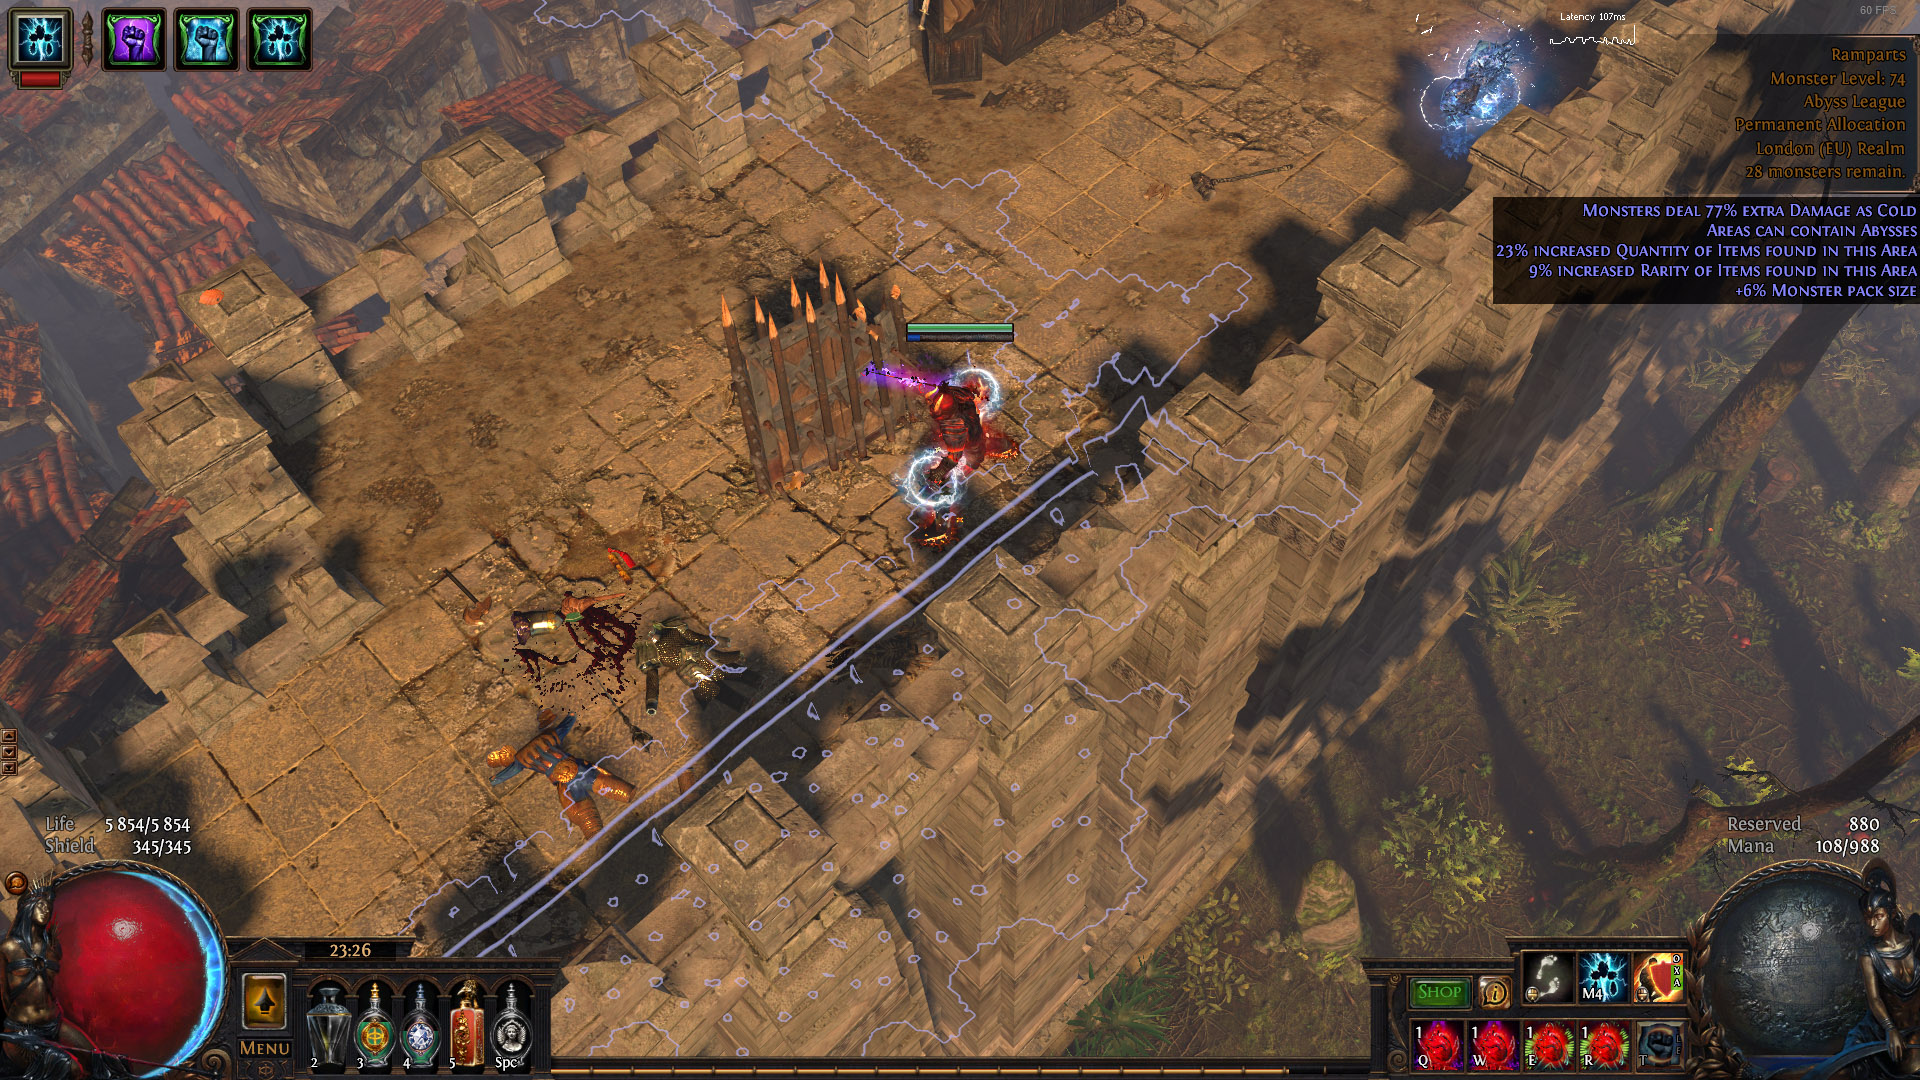 Latency 107ms
60 FPS
Ramparts
Monster Level: 74
Abyss League
Permanent Allocation
London (EU) Realm
28 monsters remain.
Monsters deal 77% extra Damage as Cold
Areas can contain Abysses
23% increased Quantity of Items found in this Area
9% increased Rarity of Items found in this Area
+6% Monster pack size
Life 5 854/5 854
Shield 345/345
Reserved 880
Mana 108/988
23:26
Menu
2 3 4 5 Spc
Shop
M4
O
X
A
1 1 1 1
Q W E R T